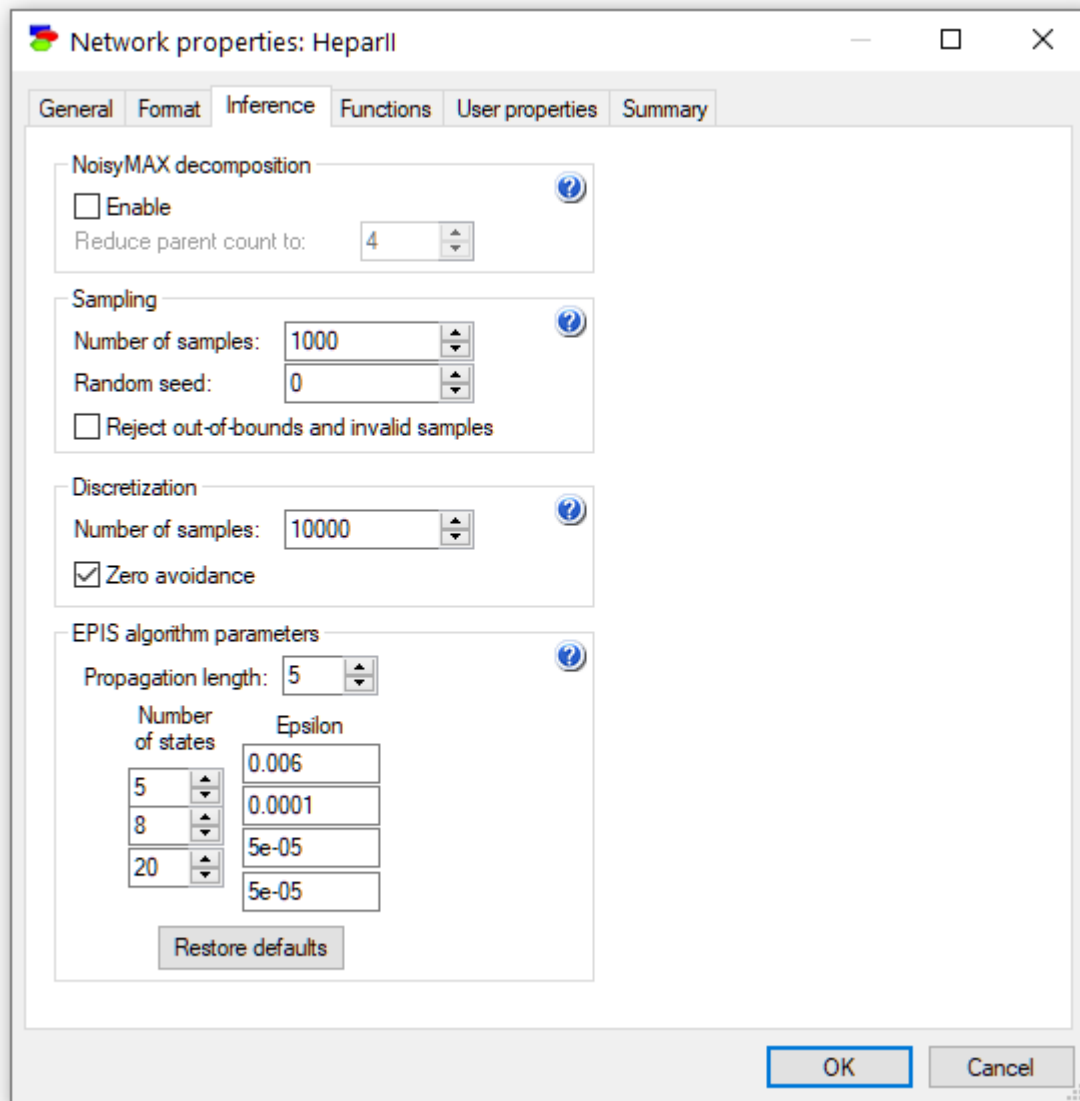 Network properties: HeparII
General Format Inference Functions User properties Summary
NoisyMAX decomposition
Enable
Reduce parent count to: 4
Sampling
Number of samples: 1000
Random seed: 0
Reject out-of-bounds and invalid samples
Discretization
Number of samples: 10000
Zero avoidance
EPIS algorithm parameters
Propagation length: 5
Number
of states
Epsilon
0.006
5
0.0001
8
5e-05
20
5e-05
Restore defaults
OK Cancel